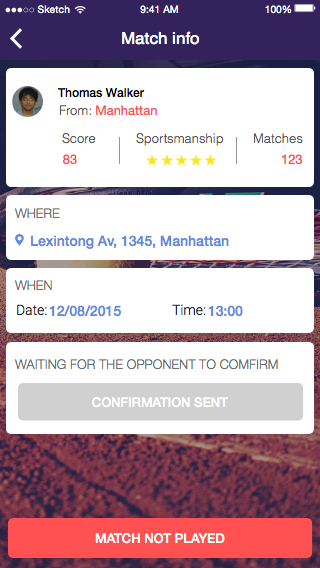 Sketch 9:41 AM 100%
Match info
Thomas Walker
From: Manhattan
Score Sportsmanship Matches
83 123
WHERE
Lexintong Av, 1345, Manhattan
WHEN
Date: 12/08/2015 Time: 13:00
WAITING FOR THE OPPONENT TO COMFIRM
CONFIRMATION SENT
MATCH NOT PLAYED